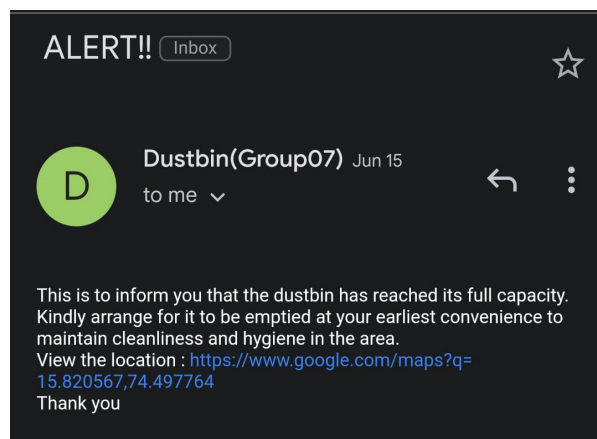 ALERT!! Inbox
Dustbin(Group07) Jun 15
D
to me
This is to inform you that the dustbin has reached its full capacity.
Kindly arrange for it to be emptied at your earliest convenience to
maintain cleanliness and hygiene in the area.
View the location : https://www.google.com/maps?q=
15.820567,74.497764
Thank you